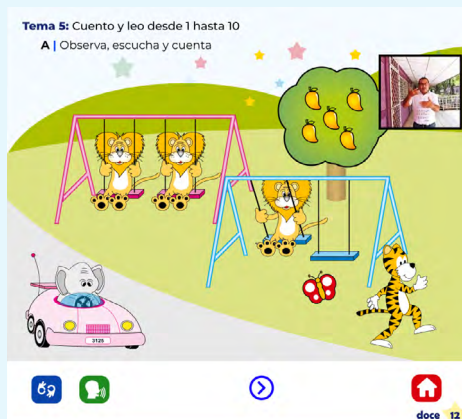 Tema 5: Cuento y leo desde 1 hasta 10
A | Observa, escucha y cuenta
3125
doce 12